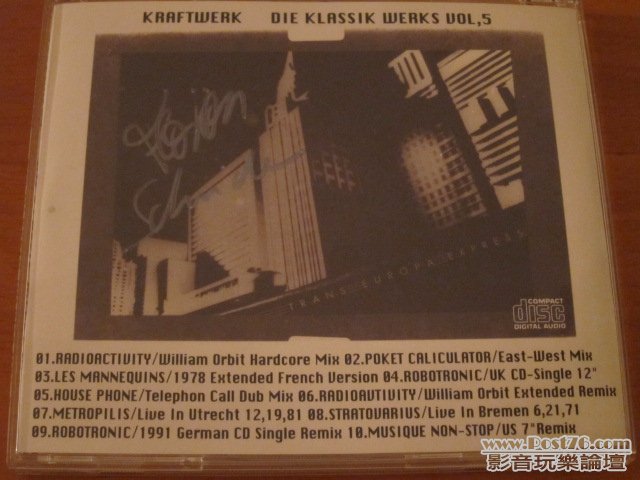 KRAFTWERK DIE KLASSIK WERKS VOL,5
Florian
Schneider
TRANS EUROPA EXPRESS
COMPACT
disc
DIGITAL AUDIO
01.RADIOACTIVITY/William Orbit Hardcore Mix 02.POKET CALICULATOR/East-West Mix
03.LES MANNEQUINS/1978 Extended French Version 04.ROBOTRONIC/UK CD-Single 12"
05.HOUSE PHONE/Telephon Call Dub Mix 06.RADIOAVTIVITY/William Orbit Extended Remix
07.METROPILIS/Live In Utrecht 12,19,81 08.STRATOVARIUS/Live In Bremen 6,21,71
09.ROBOTRONIC/1991 German CD Single Remix 10.MUSIQUE NON-STOP/US 7"Remix
www.Post76.com
影音玩樂論壇